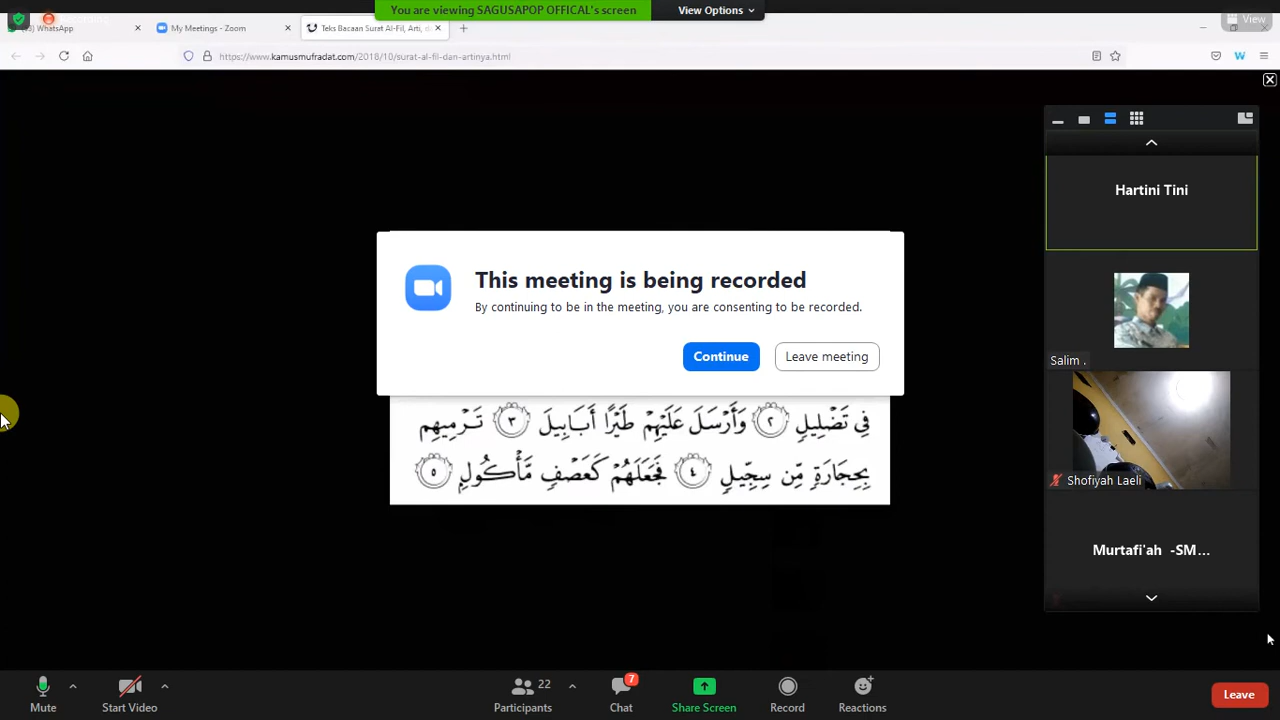 Recording
You are viewing SAGUSAPOP OFFICAL's screen
View Options
View
WhatsApp
My Meetings - Zoom
Teks Bacaan Surat Al-Fil, Arti, d
https://www.kamusmufradat.com/2018/10/surat-al-fil-dan-artinya.html
Hartini Tini
This meeting is being recorded
By continuing to be in the meeting, you are consenting to be recorded.
Continue
Leave meeting
Salim .
فِي تَضْلِيلٍ ٢ وَأَرْسَلَ عَلَيْهِمْ طَيْرًا أَبَابِيلَ ٣ تَرْمِيهِم
بِحِجَارَةٍ مِّن سِجِّيلٍ ٤ فَجَعَلَهُمْ كَعَصْفٍ مَّأْكُولٍ ٥
Shofiyah Laeli
Murtafi'ah -SM...
Mute
Start Video
22
Participants
7
Chat
Share Screen
Record
Reactions
Leave